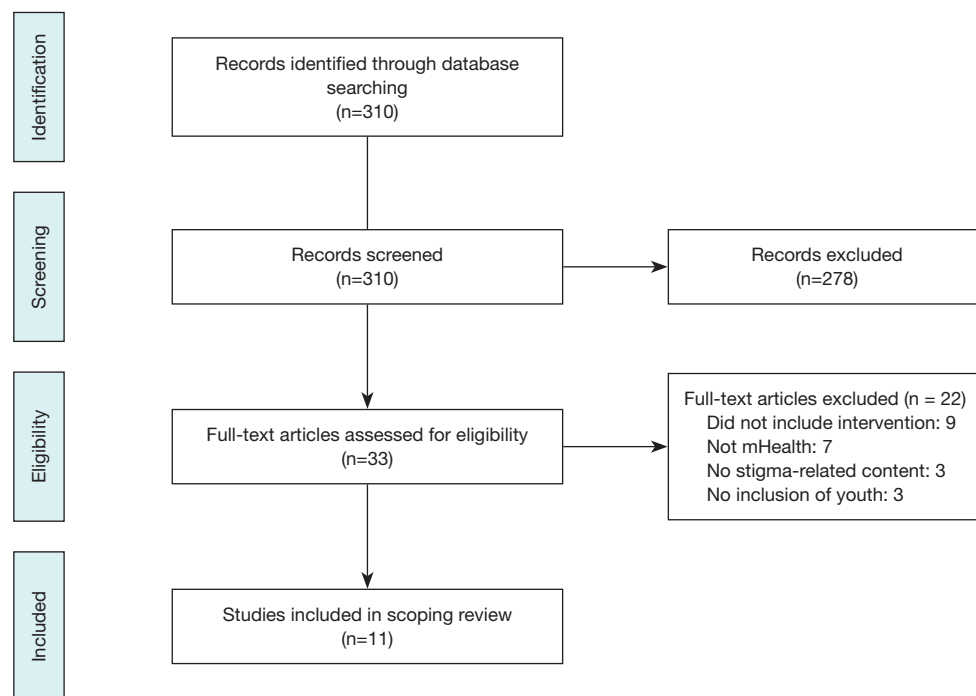 Identification
Records identified through database
searching
(n=310)
Screening
Records screened
(n=310)
Records excluded
(n=278)
Eligibility
Full-text articles assessed for eligibility
(n=33)
Full-text articles excluded (n = 22)
Did not include intervention: 9
Not mHealth: 7
No stigma-related content: 3
No inclusion of youth: 3
Included
Studies included in scoping review
(n=11)